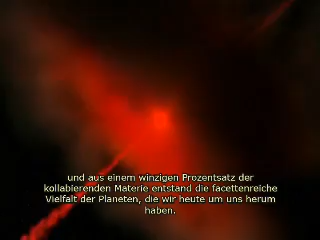 und aus einem winzigen Prozentsatz der
kollabierenden Materie entstand die facettenreiche
Vielfalt der Planeten, die wir heute um uns herum
haben.